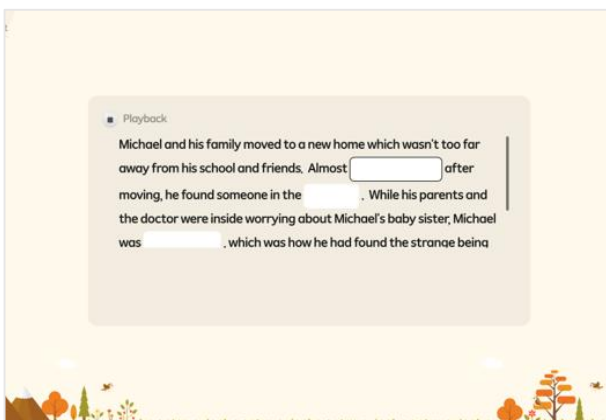 Playback
Michael and his family moved to a new home which wasn't too far
away from his school and friends. Almost after
moving, he found someone in the . While his parents and
the doctor were inside worrying about Michael's baby sister, Michael
was , which was how he had found the strange being